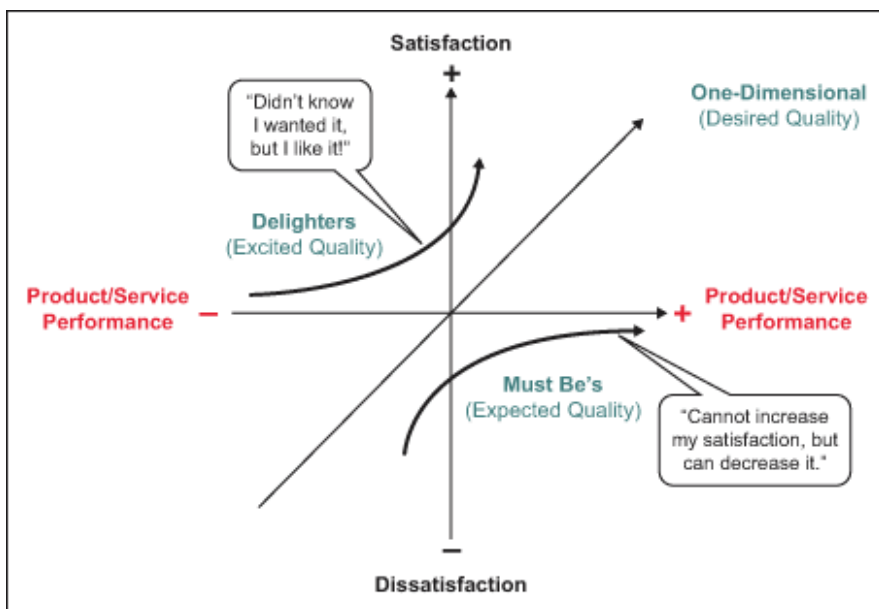 Satisfaction
+
“Didn’t know
I wanted it,
but I like it!“
One-Dimensional
(Desired Quality)
Delighters
(Excited Quality)
Product/Service
Performance
–
+
Product/Service
Performance
Must Be’s
(Expected Quality)
“Cannot increase
my satisfaction, but
can decrease it.“
–
Dissatisfaction